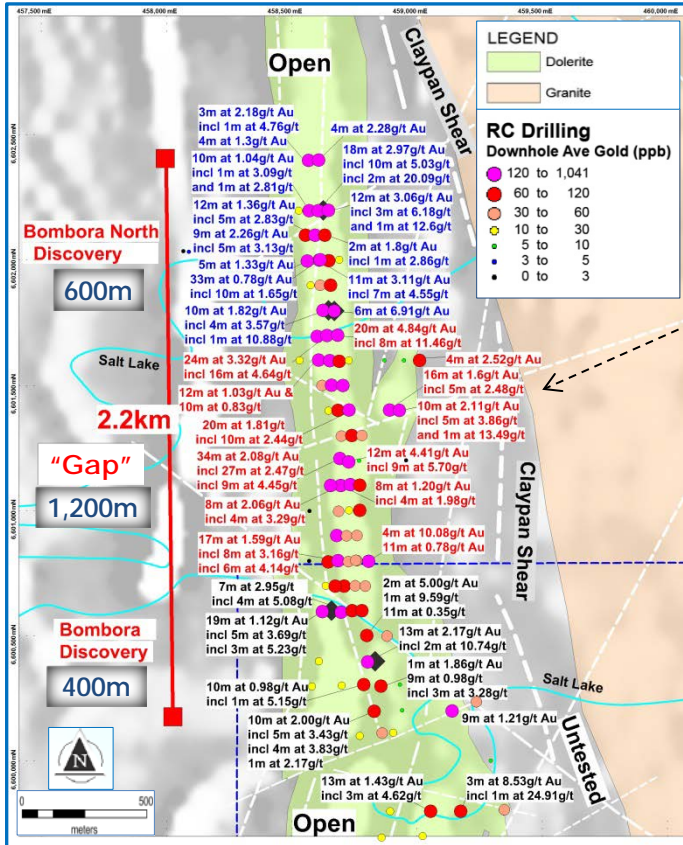 457,500 mE
458,000 mE
458,500 mE
459,000 mE
459,500 mE
460,000 mE
6,602,500 mN
6,602,000 mN
6,601,500 mN
6,601,000 mN
6,600,500 mN
6,600,000 mN
Open
Claypan Shear
LEGEND
Dolerite
Granite
RC Drilling
Downhole Ave Gold (ppb)
120 to 1,041
60 to 120
30 to 60
10 to 30
5 to 10
3 to 5
0 to 3
3m at 2.18g/t Au
incl 1m at 4.76g/t
4m at 1.3g/t Au
4m at 2.28g/t Au
10m at 1.04g/t Au
incl 1m at 3.09g/t
and 1m at 2.81g/t
18m at 2.97g/t Au
incl 10m at 5.03g/t
incl 2m at 20.09g/t
12m at 1.36g/t Au
incl 5m at 2.83g/t
12m at 3.06g/t Au
incl 3m at 6.18g/t
and 1m at 12.6g/t
9m at 2.26g/t Au
incl 5m at 3.13g/t
2m at 1.8g/t Au
incl 1m at 2.86g/t
Bombora North
Discovery
600m
5m at 1.33g/t Au
33m at 0.78g/t Au
incl 10m at 1.65g/t
11m at 3.11g/t Au
incl 7m at 4.55g/t
10m at 1.82g/t Au
incl 4m at 3.57g/t
incl 1m at 10.88g/t
6m at 6.91g/t Au
20m at 4.84g/t Au
incl 8m at 11.46g/t
Salt Lake
24m at 3.32g/t Au
incl 16m at 4.64g/t
4m at 2.52g/t Au
16m at 1.6g/t Au
incl 5m at 2.48g/t
12m at 1.03g/t Au &
10m at 0.83g/t
10m at 2.11g/t Au
incl 5m at 3.86g/t
and 1m at 13.49g/t
2.2km
20m at 1.81g/t
incl 10m at 2.44g/t
"Gap"
1,200m
34m at 2.08g/t Au
incl 27m at 2.47g/t
incl 9m at 4.45g/t
12m at 4.41g/t Au
incl 9m at 5.70g/t
8m at 1.20g/t Au
incl 4m at 1.98g/t
Claypan Shear
8m at 2.06g/t Au
incl 4m at 3.29g/t
17m at 1.59g/t Au
incl 8m at 3.16g/t
incl 6m at 4.14g/t
4m at 10.08g/t Au
11m at 0.78g/t Au
7m at 2.95g/t
incl 4m at 5.08g/t
2m at 5.00g/t Au
1m at 9.59g/t
11m at 0.35g/t
19m at 1.12g/t Au
incl 5m at 3.69g/t
incl 3m at 5.23g/t
Bombora
Discovery
400m
13m at 2.17g/t Au
incl 2m at 10.74g/t
1m at 1.86g/t Au
9m at 0.98g/t
incl 3m at 3.28g/t
10m at 0.98g/t Au
incl 1m at 5.15g/t
Salt Lake
9m at 1.21g/t Au
10m at 2.00g/t Au
incl 5m at 3.43g/t
incl 4m at 3.83g/t
1m at 2.17g/t
Untested
N
0
500
meters
13m at 1.43g/t Au
incl 3m at 4.62g/t
3m at 8.53g/t Au
incl 1m at 24.91g/t
Open